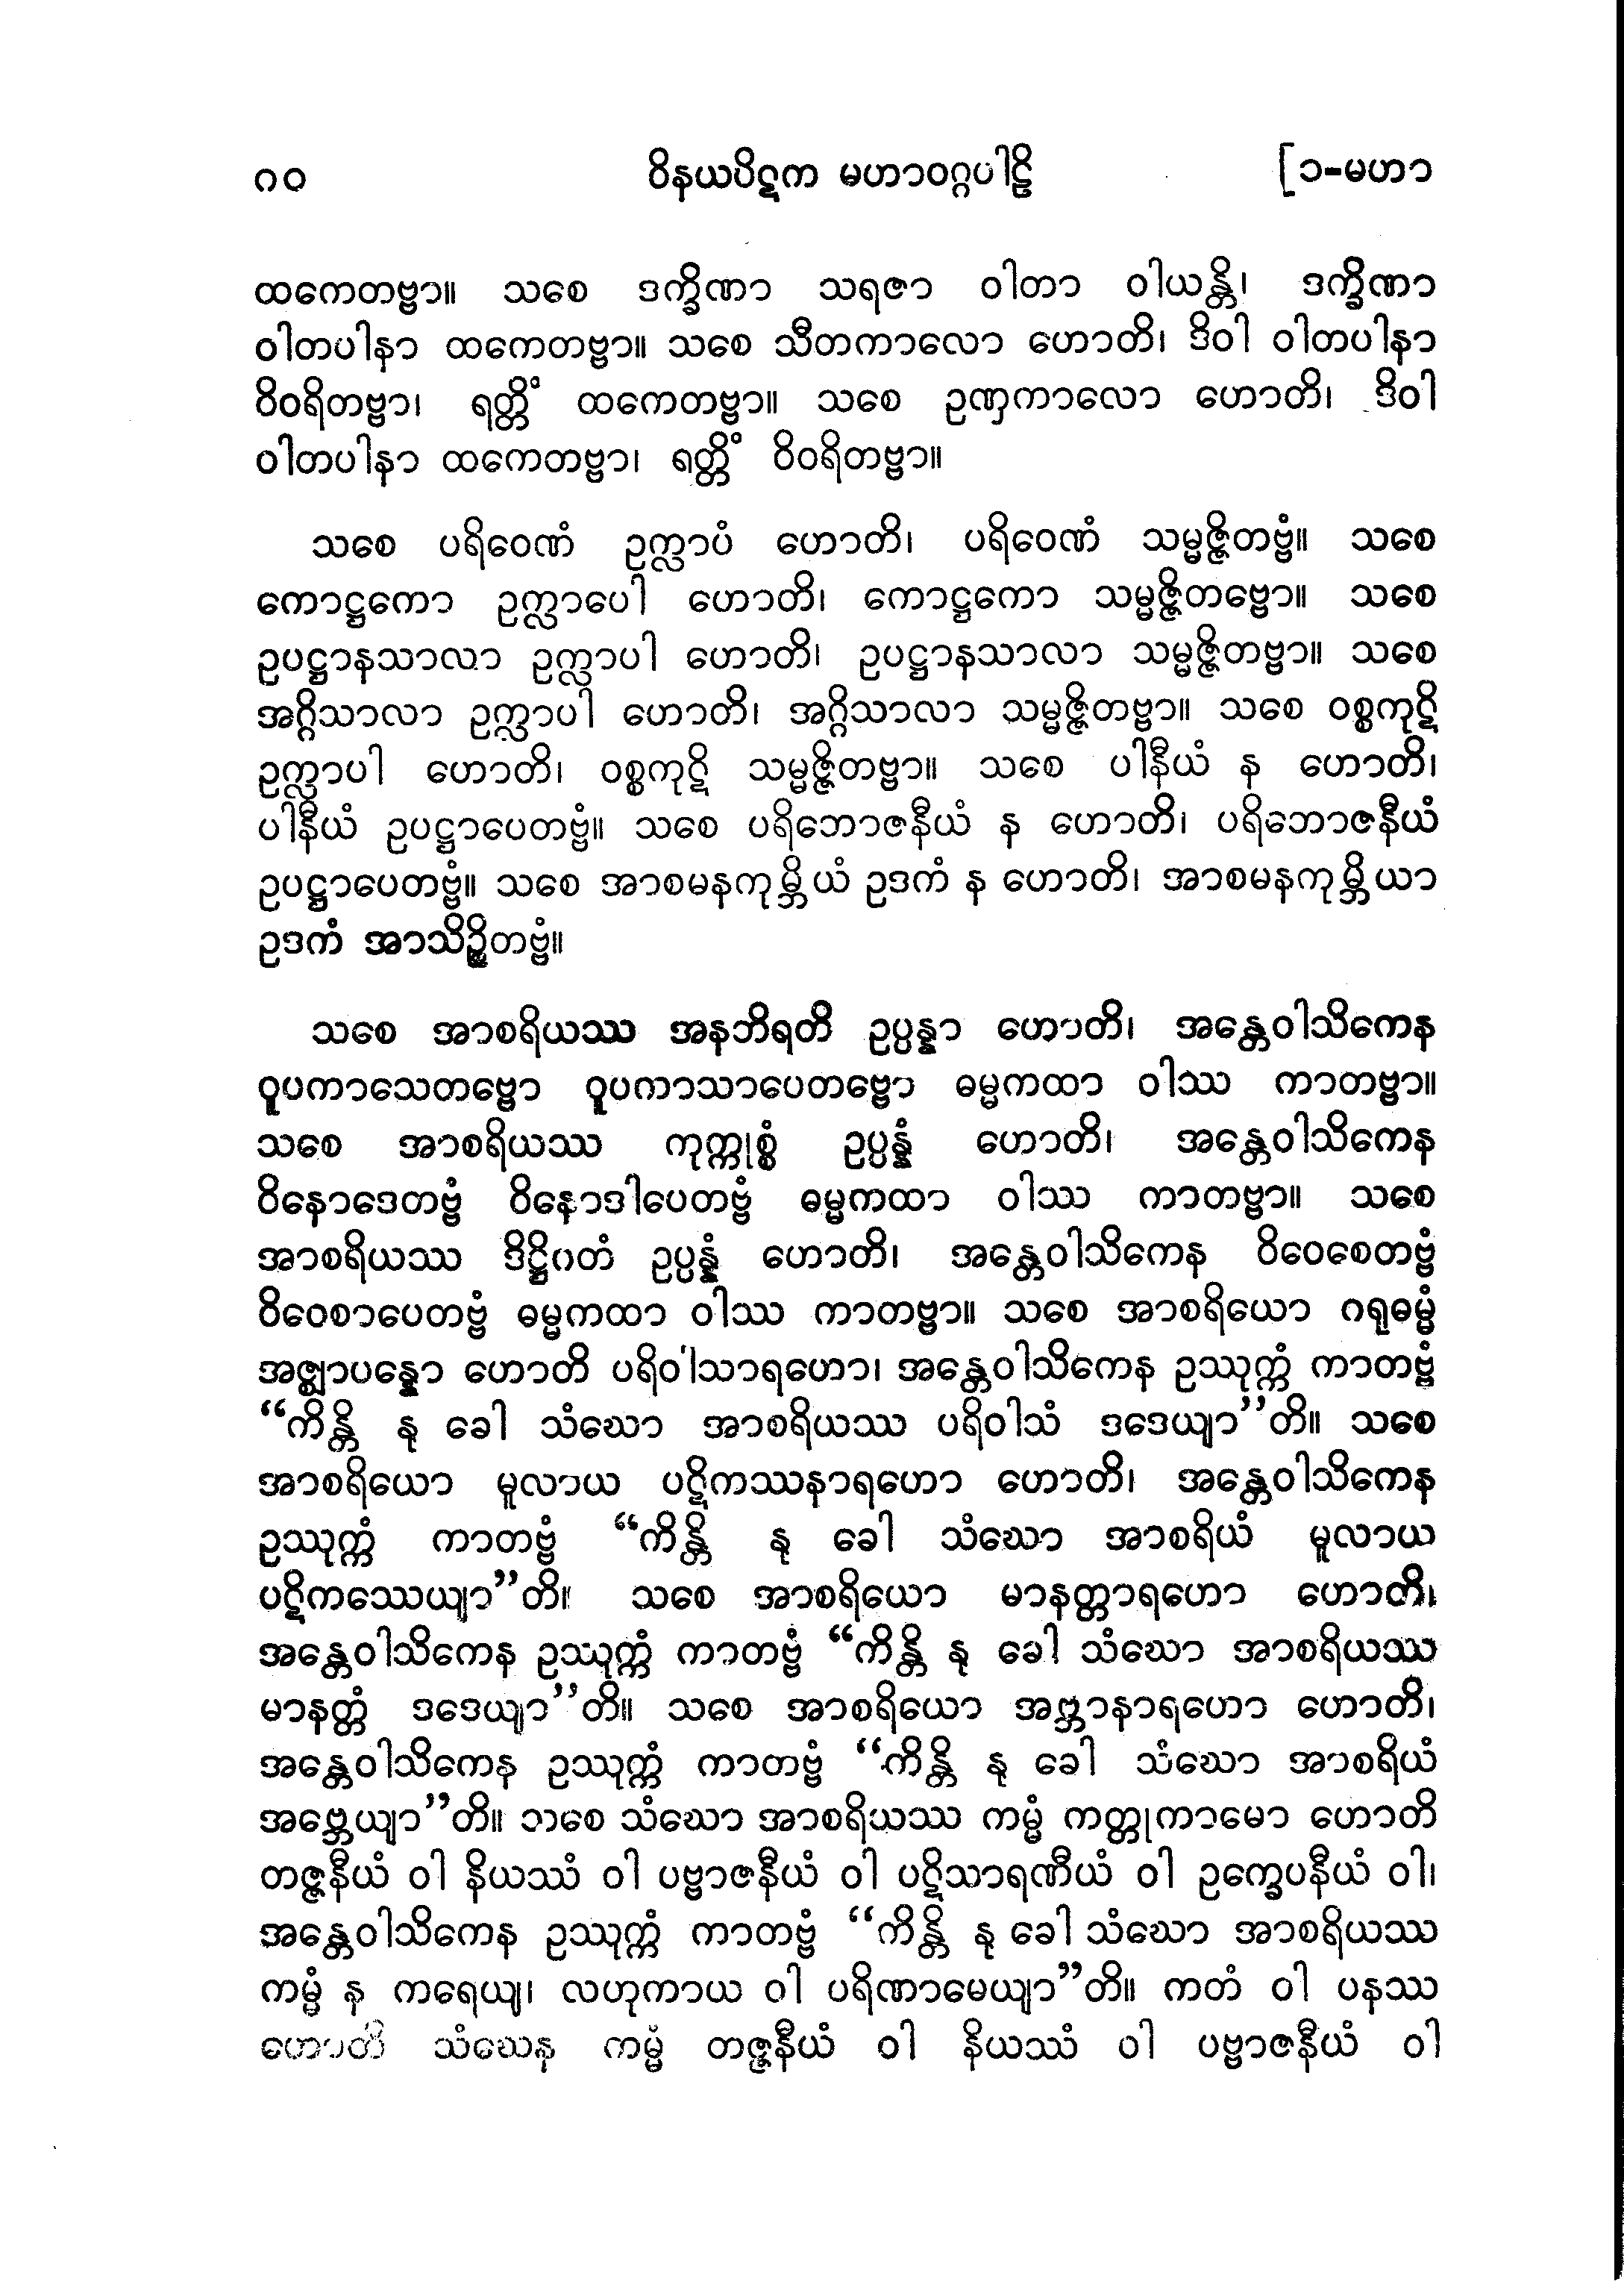 ၈၀ ဝိနယပိဋက မဟာဝဂ္ဂပါဠိ [၁-မဟာ
ထကေတဗ္ဗာ။ သစေ ဒက္ခိဏာ သရဇာ ဝါတာ ဝါယန္တိ၊ ဒက္ခိဏာ
ဝါတပါနာ ထကေတဗ္ဗာ။ သစေ သီတကာလော ဟောတိ၊ ဒိဝါ ဝါတပါနာ
ဝိဝရိတဗ္ဗာ၊ ရတ္တိံ ထကေတဗ္ဗာ။ သစေ ဥဏှကာလော ဟောတိ၊ ဒိဝါ
ဝါတပါနာ ထကေတဗ္ဗာ၊ ရတ္တိံ ဝိဝရိတဗ္ဗာ။
သစေ ပရိဝေဏံ ဥက္လာပံ ဟောတိ၊ ပရိဝေဏံ သမ္မဇ္ဇိတဗ္ဗံ။ သစေ
ကောဋ္ဌကော ဥက္လာပေါ ဟောတိ၊ ကောဋ္ဌကော သမ္မဇ္ဇိတဗ္ဗော။ သစေ
ဥပဋ္ဌာနသာလာ ဥက္လာပါ ဟောတိ၊ ဥပဋ္ဌာနသာလာ သမ္မဇ္ဇိတဗ္ဗာ။ သစေ
အဂ္ဂိသာလာ ဥက္လာပါ ဟောတိ၊ အဂ္ဂိသာလာ သမ္မဇ္ဇိတဗ္ဗာ။ သစေ ဝစ္စကုဋိ
ဥက္လာပါ ဟောတိ၊ ဝစ္စကုဋိ သမ္မဇ္ဇိတဗ္ဗာ။ သစေ ပါနီယံ န ဟောတိ၊
ပါနီယံ ဥပဋ္ဌာပေတဗ္ဗံ။ သစေ ပရိဘောဇနီယံ န ဟောတိ၊ ပရိဘောဇနီယံ
ဥပဋ္ဌာပေတဗ္ဗံ။ သစေ အာစမနကုမ္ဘိယံ ဥဒကံ န ဟောတိ၊ အာစမနကုမ္ဘိယာ
ဥဒကံ အာသိဉ္စိတဗ္ဗံ။
သစေ အာစရိယဿ အနဘိရတိ ဥပ္ပန္နာ ဟောတိ၊ အန္တေဝါသိကေန
ဝူပကာသေတဗ္ဗော ဝူပကာသာပေတဗ္ဗော ဓမ္မကထာ ဝါဿ ကာတဗ္ဗာ။
သစေ အာစရိယဿ ကုက္ကုစ္စံ ဥပ္ပန္နံ ဟောတိ၊ အန္တေဝါသိကေန
ဝိနောဒေတဗ္ဗံ ဝိနောဒါပေတဗ္ဗံ ဓမ္မကထာ ဝါဿ ကာတဗ္ဗာ။ သစေ
အာစရိယဿ ဒိဋ္ဌိဂတံ ဥပ္ပန္နံ ဟောတိ၊ အန္တေဝါသိကေန ဝိဝေစေတဗ္ဗံ
ဝိဝေစာပေတဗ္ဗံ ဓမ္မကထာ ဝါဿ ကာတဗ္ဗာ။ သစေ အာစရိယော ဂရုဓမ္မံ
အဇ္ဈာပန္နော ဟောတိ ပရိဝါသာရဟော၊ အန္တေဝါသိကေန ဥဿုက္ကံ ကာတဗ္ဗံ
“ကိန္တိ နု ခေါ သံဃော အာစရိယဿ ပရိဝါသံ ဒဒေယျာ”တိ။ သစေ
အာစရိယော မူလာယ ပဋိကဿနာရဟော ဟောတိ၊ အန္တေဝါသိကေန
ဥဿုက္ကံ ကာတဗ္ဗံ “ကိန္တိ နု ခေါ သံဃော အာစရိယံ မူလာယ
ပဋိကဿေယျာ”တိ။ သစေ အာစရိယော မာနတ္တာရဟော ဟောတိ၊
အန္တေဝါသိကေန ဥဿုက္ကံ ကာတဗ္ဗံ “ကိန္တိ နု ခေါ သံဃော အာစရိယဿ
မာနတ္တံ ဒဒေယျာ”တိ။ သစေ အာစရိယော အဗ္ဘာနာရဟော ဟောတိ၊
အန္တေဝါသိကေန ဥဿုက္ကံ ကာတဗ္ဗံ “ကိန္တိ နု ခေါ သံဃော အာစရိယံ
အဗ္ဘေယျာ”တိ။ သစေ သံဃော အာစရိယဿ ကမ္မံ ကတ္တုကာမော ဟောတိ
တဇ္ဇနီယံ ဝါ နိယဿံ ဝါ ပဗ္ဗာဇနီယံ ဝါ ပဋိသာရဏီယံ ဝါ ဥက္ခေပနီယံ ဝါ၊
အန္တေဝါသိကေန ဥဿုက္ကံ ကာတဗ္ဗံ “ကိန္တိ နု ခေါ သံဃော အာစရိယဿ
ကမ္မံ န ကရေယျ၊ လဟုကာယ ဝါ ပရိဏာမေယျာ”တိ။ ကတံ ဝါ ပနဿ
ဟောတိ သံဃေန ကမ္မံ တဇ္ဇနီယံ ဝါ နိယဿံ ဝါ ပဗ္ဗာဇနီယံ ဝါ